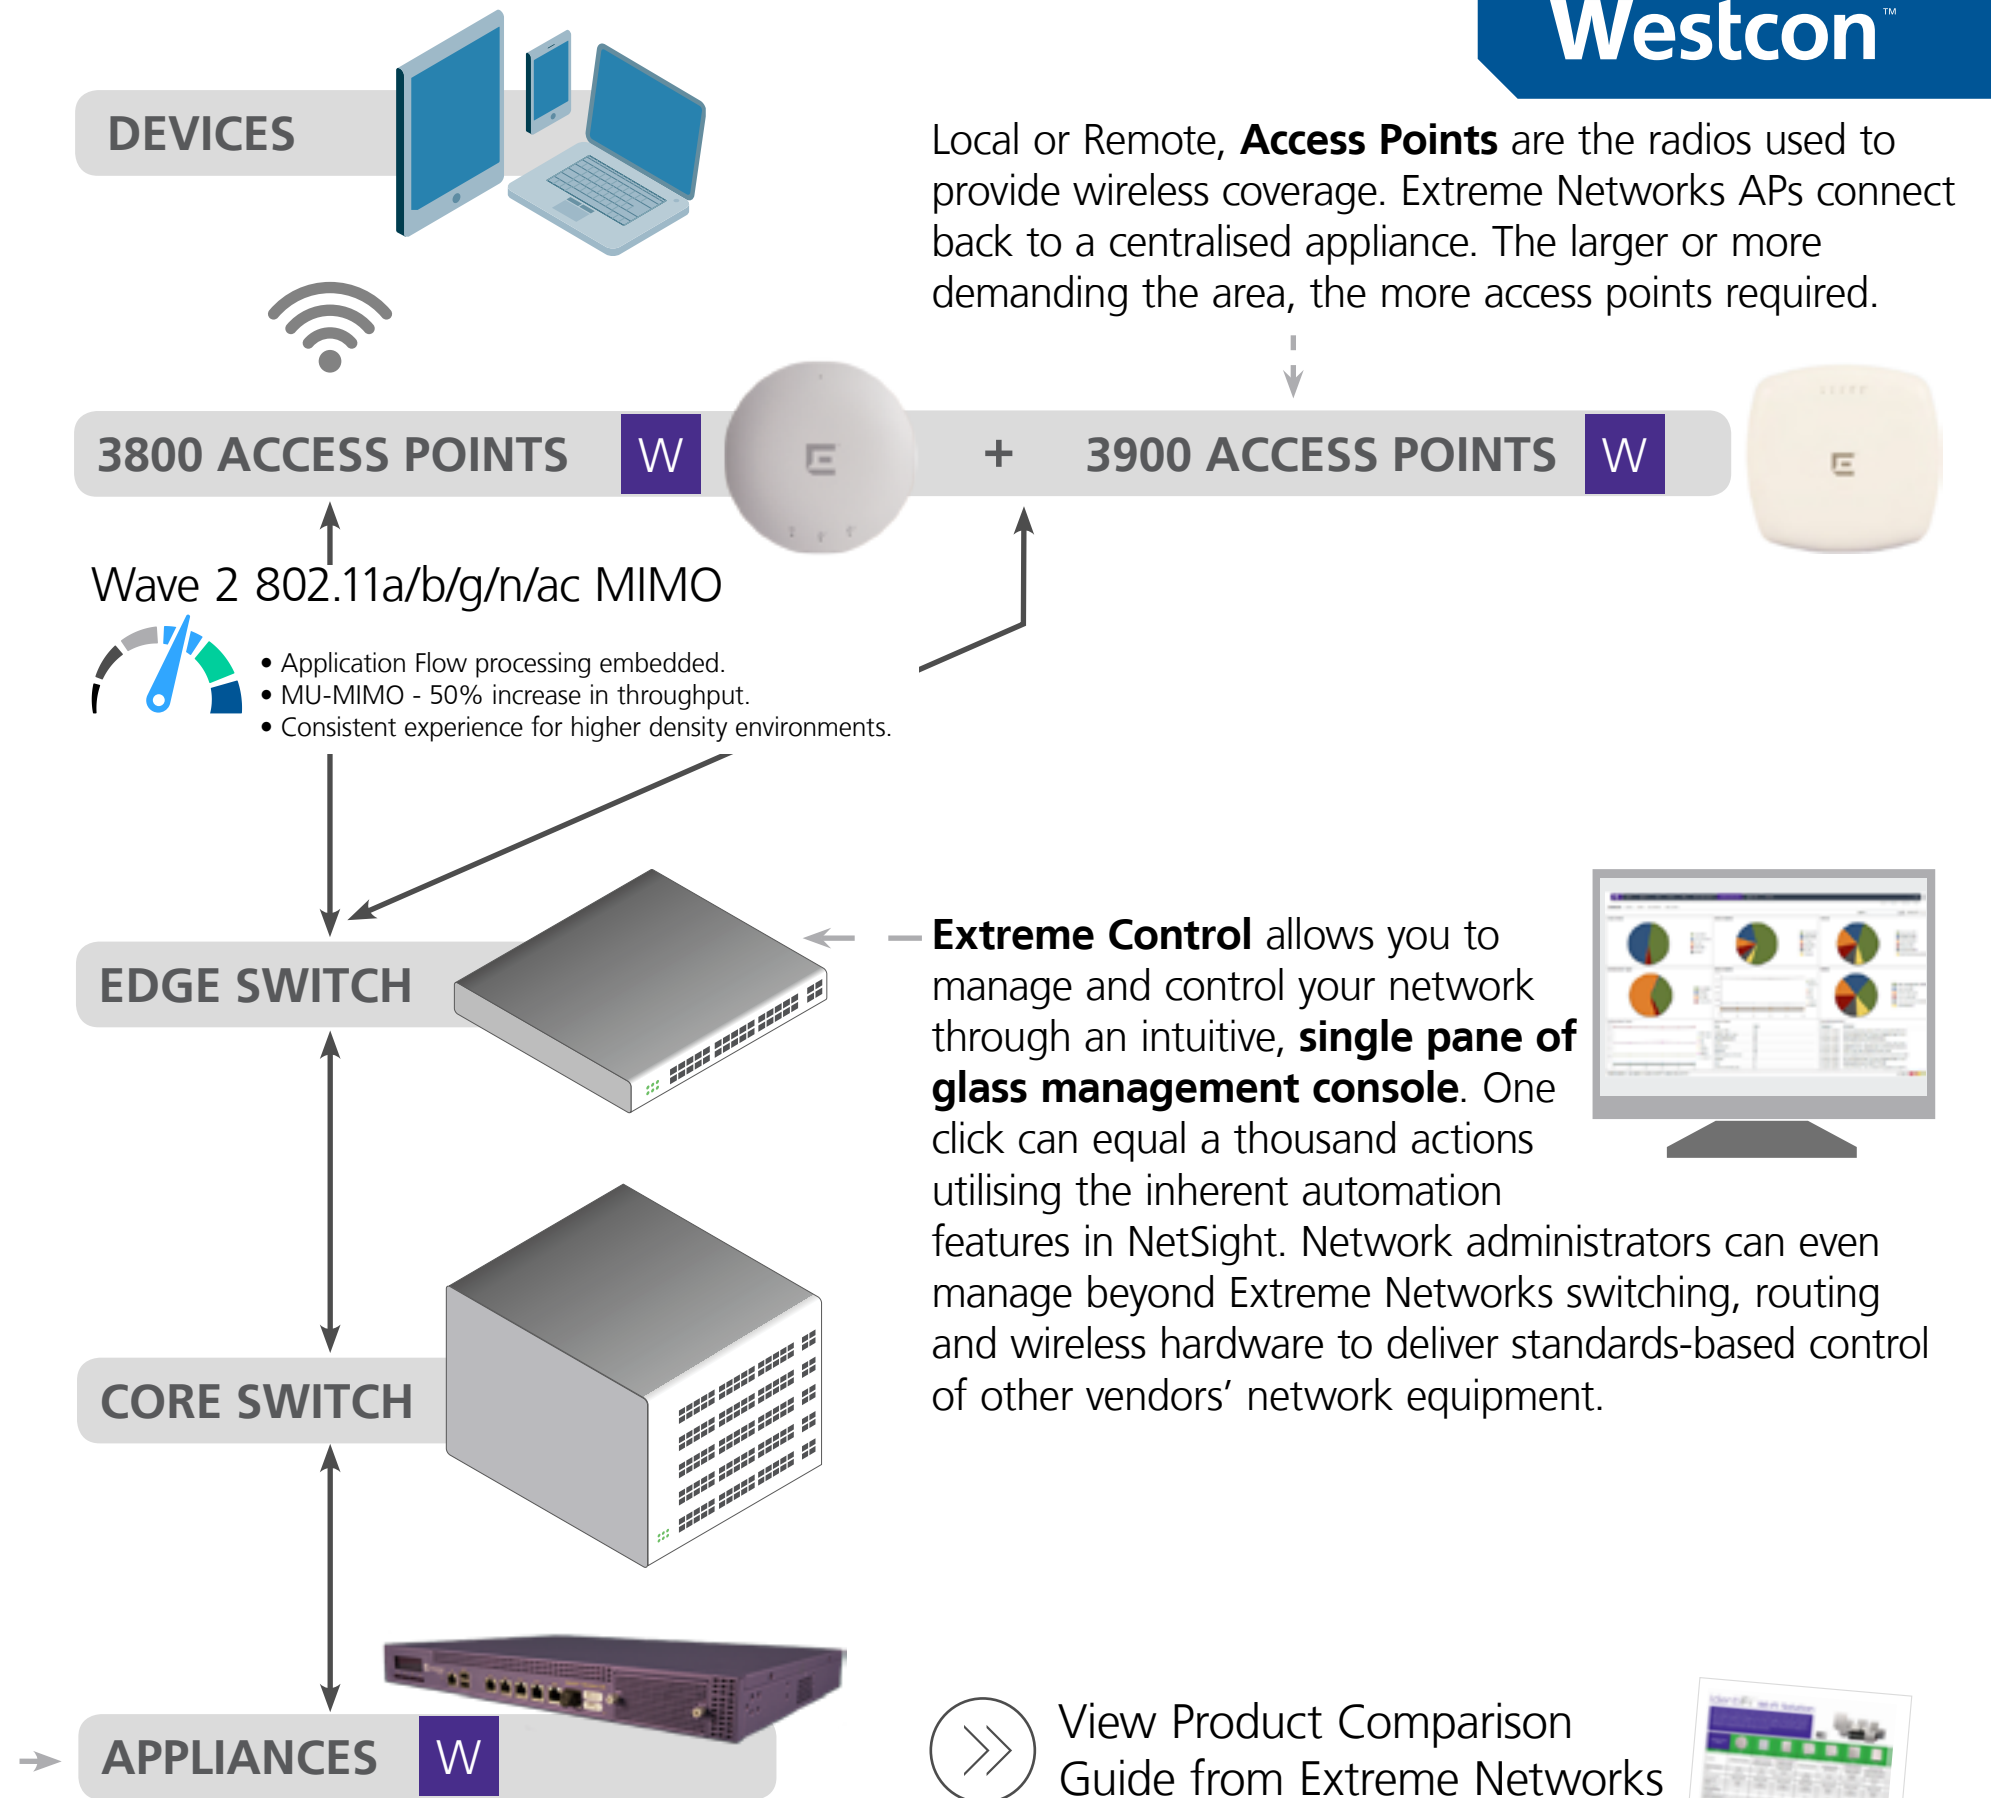 Westcon™
DEVICES
Local or Remote, Access Points are the radios used to
provide wireless coverage. Extreme Networks APs connect
back to a centralised appliance. The larger or more
demanding the area, the more access points required.
3800 ACCESS POINTS W + 3900 ACCESS POINTS W
Wave 2 802.11a/b/g/n/ac MIMO
• Application Flow processing embedded.
• MU-MIMO - 50% increase in throughput.
• Consistent experience for higher density environments.
EDGE SWITCH
Extreme Control allows you to
manage and control your network
through an intuitive, single pane of
glass management console. One
click can equal a thousand actions
utilising the inherent automation
features in NetSight. Network administrators can even
manage beyond Extreme Networks switching, routing
and wireless hardware to deliver standards-based control
of other vendors’ network equipment.
CORE SWITCH
APPLIANCES W
View Product Comparison
Guide from Extreme Networks